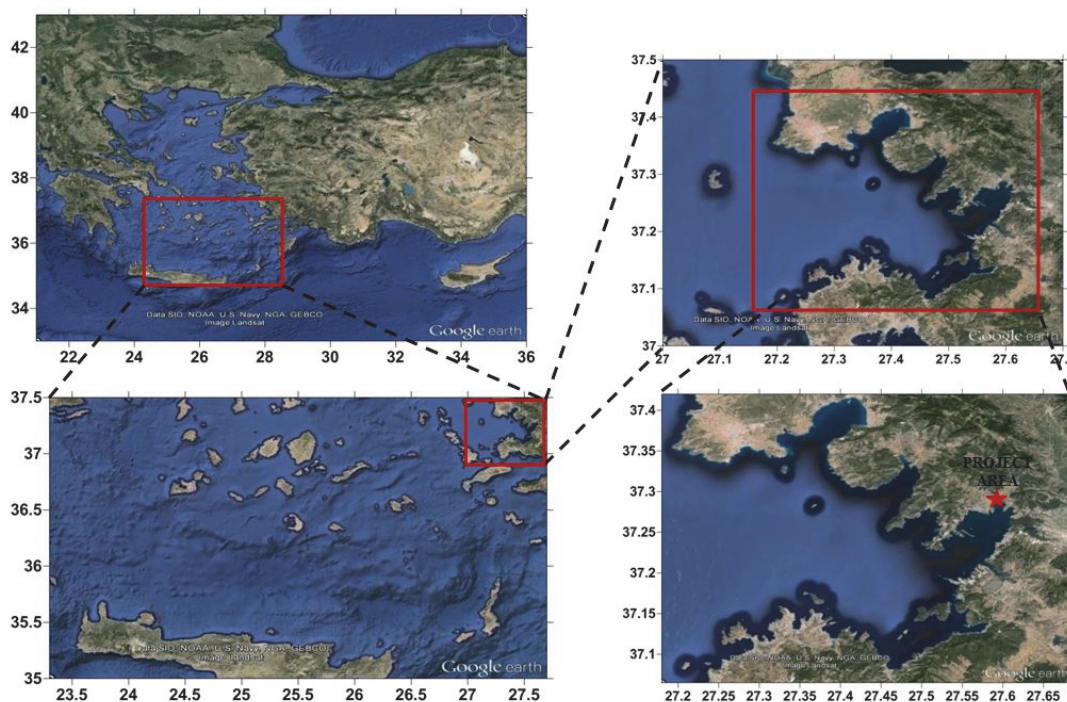 42
40
38
36
34
22 24 26 28 30 32 34 36
Data SIO, NOAA, U.S. Navy, NGA, GEBCO
Image Landsat
Google earth
37.5
37.4
37.3
37.2
37.1
37
27 27.1 27.2 27.3 27.4 27.5 27.6 27.
Data SIO, NOAA, U.S. Navy, NGA, GEBCO
Image Landsat
Google earth
37.5
37
36.5
36
35.5
35
23.5 24 24.5 25 25.5 26 26.5 27 27.5
Data SIO, NOAA, U.S. Navy, NGA, GEBCO
Image Landsat
Google earth
37.4
37.35
37.3
37.25
37.2
37.15
37.1
27.2 27.25 27.3 27.35 27.4 27.45 27.5 27.55 27.6 27.65
PROJECT
AREA
Data SIO, NOAA, U.S. Navy, NGA, GEBCO
Image Landsat
Google earth